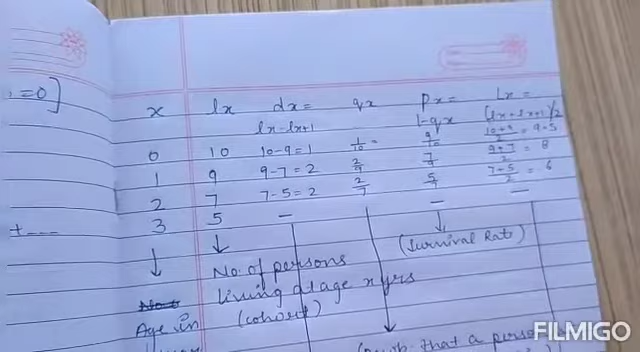 , =0]
x lx dx= qx Px= Lx=
lx-lx+1 1-qx (lx+lx+1)/2
0 10 10-9=1 1/10 9/10 10+9/2 = 9.5
1 9 9-7=2 2/9 7/9 9+7/2 = 8
2 7 7-5=2 2/7 5/7 7+5/2 = 6
3 5 — — —
+---
No. of persons (Survival Rate)
living at age x yrs
Age in (cohort)
(Prob. that a person
FILMIGO